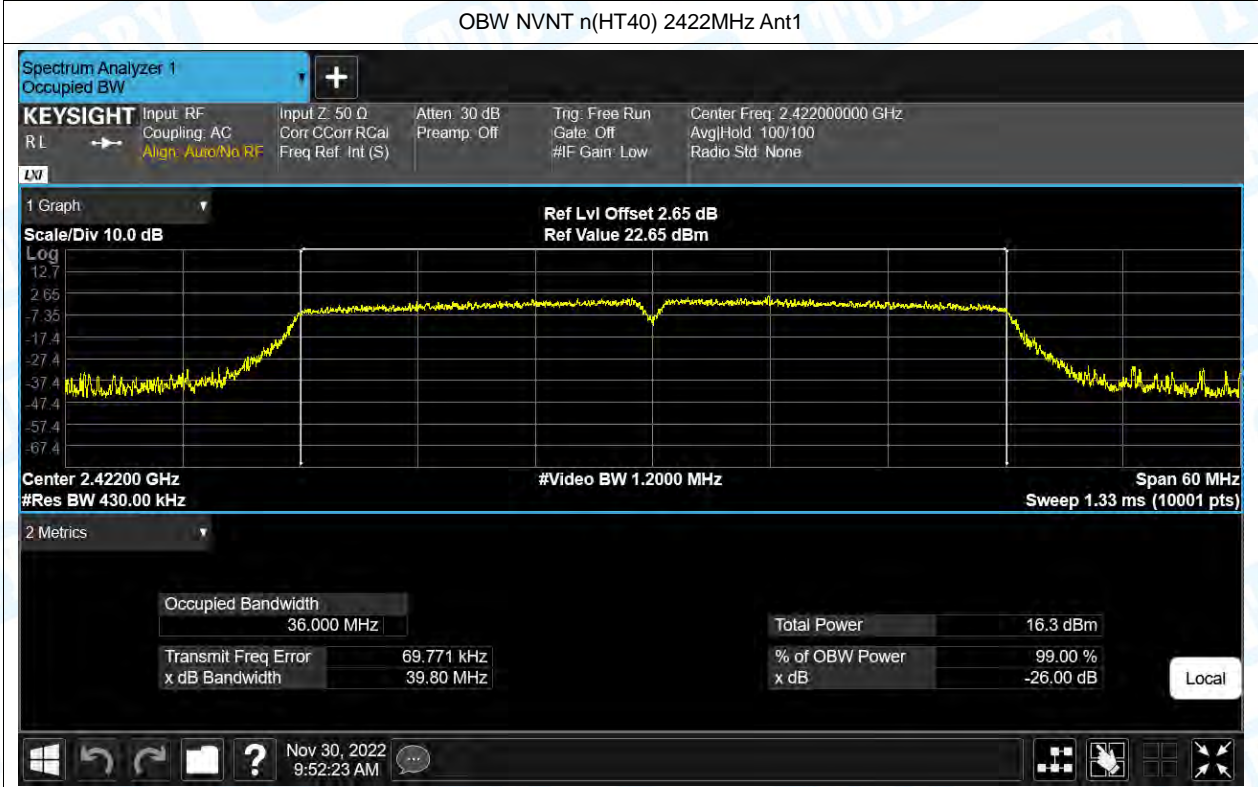 OBW NVNT n(HT40) 2422MHz Ant1
Spectrum Analyzer 1
Occupied BW
KEYSIGHT
RL
LXI
Input: RF
Coupling: AC
Align: Auto/No RF
Input Z: 50 Ω
Corr CCorr RCal
Freq Ref: Int (S)
Atten: 30 dB
Preamp: Off
Trig: Free Run
Gate: Off
#IF Gain: Low
Center Freq: 2.422000000 GHz
Avg|Hold: 100/100
Radio Std: None
1 Graph
Scale/Div 10.0 dB
Ref Lvl Offset 2.65 dB
Ref Value 22.65 dBm
Log
12.7
2.65
-7.35
-17.4
-27.4
-37.4
-47.4
-57.4
-67.4
Center 2.42200 GHz
#Video BW 1.2000 MHz
Span 60 MHz
#Res BW 430.00 kHz
Sweep 1.33 ms (10001 pts)
2 Metrics
Occupied Bandwidth
36.000 MHz
Transmit Freq Error 69.771 kHz
x dB Bandwidth 39.80 MHz
Total Power 16.3 dBm
% of OBW Power 99.00 %
x dB -26.00 dB
Local
?
Nov 30, 2022
9:52:23 AM